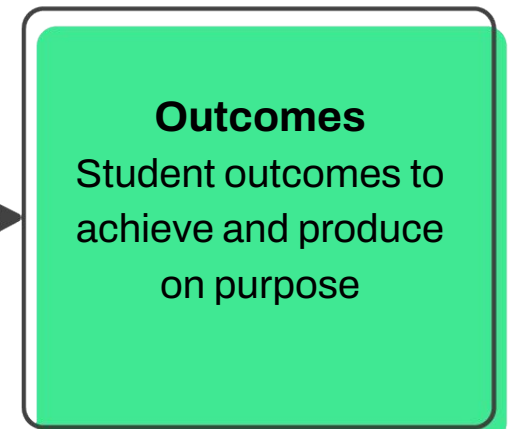 Outcomes
Student outcomes to
achieve and produce
on purpose